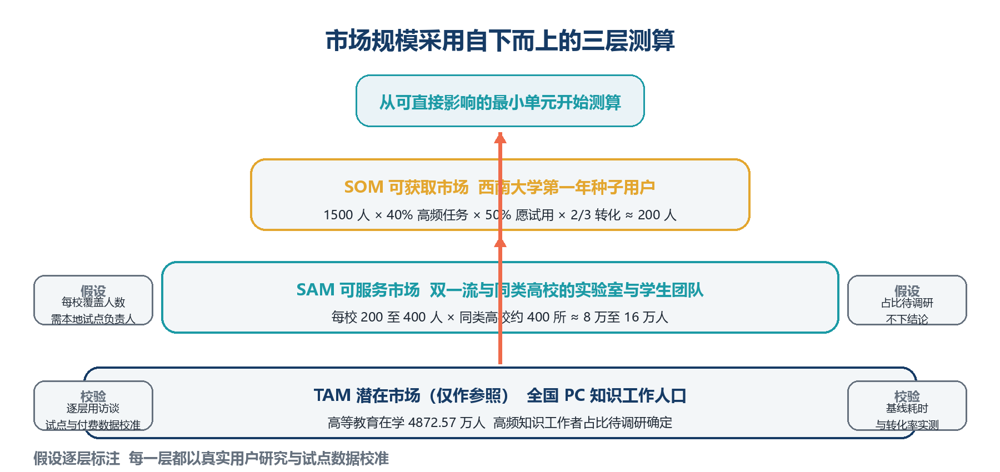 市场规模采用自下而上的三层测算
从可直接影响的最小单元开始测算
SOM 可获取市场  西南大学第一年种子用户
1500 人 × 40% 高频任务 × 50% 愿试用 × 2/3 转化 ≈ 200 人
SAM 可服务市场  双一流与同类高校的实验室与学生团队
每校 200 至 400 人 × 同类高校约 400 所 ≈ 8 万至 16 万人
假设
每校覆盖人数
需本地试点负责人
假设
占比待调研
不下结论
TAM 潜在市场（仅作参照）  全国 PC 知识工作人口
高等教育在学 4872.57 万人  高频知识工作者占比待调研确定
校验
逐层用访谈
试点与付费数据校准
校验
基线耗时
与转化率实测
假设逐层标注  每一层都以真实用户研究与试点数据校准